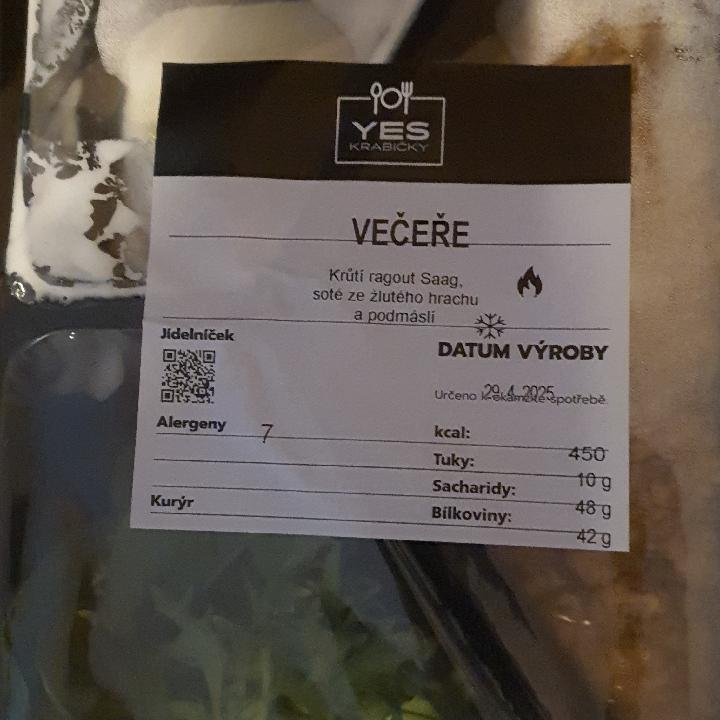 YES
KRABIČKY
VEČEŘE
Krůtí ragout Saag,
soté ze žlutého hrachu
a podmáslí
Jídelníček
DATUM VÝROBY
29.4.2025
Určeno k okamžité spotřebě.
Alergeny 7
kcal: 450
Tuky: 10 g
Sacharidy: 48 g
Bílkoviny: 42 g
Kurýr